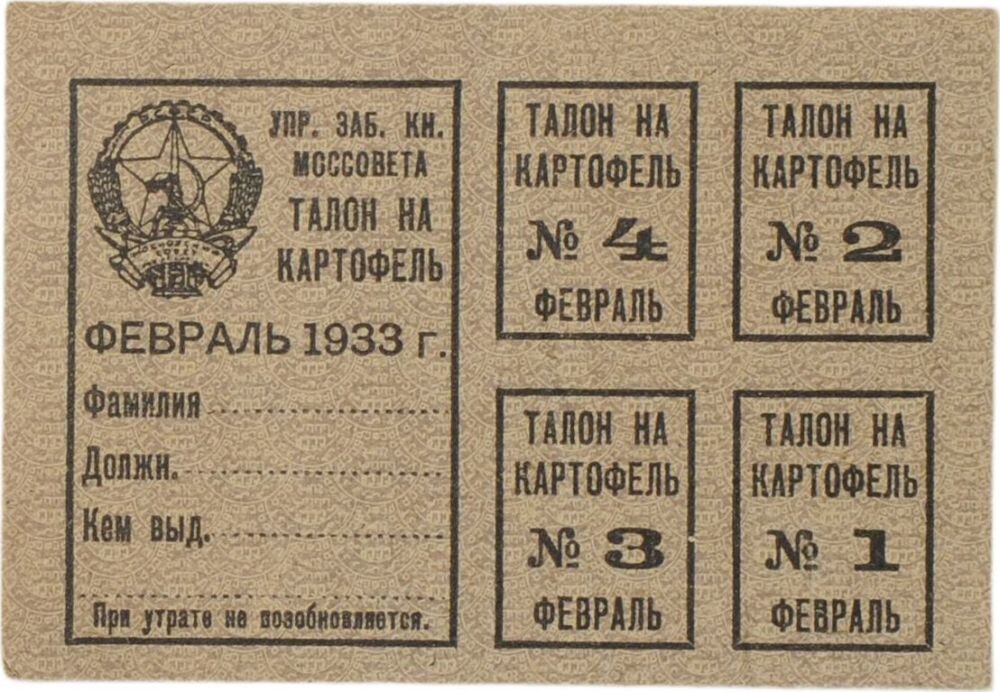 УПР. ЗАБ. КН.
МОССОВЕТА
ТАЛОН НА
КАРТОФЕЛЬ
ФЕВРАЛЬ 1933 г.
Фамилия
Должн.
Кем выд.
При утрате не возобновляется.
ТАЛОН НА
КАРТОФЕЛЬ
№ 4
ФЕВРАЛЬ
ТАЛОН НА
КАРТОФЕЛЬ
№ 2
ФЕВРАЛЬ
ТАЛОН НА
КАРТОФЕЛЬ
№ 3
ФЕВРАЛЬ
ТАЛОН НА
КАРТОФЕЛЬ
№ 1
ФЕВРАЛЬ